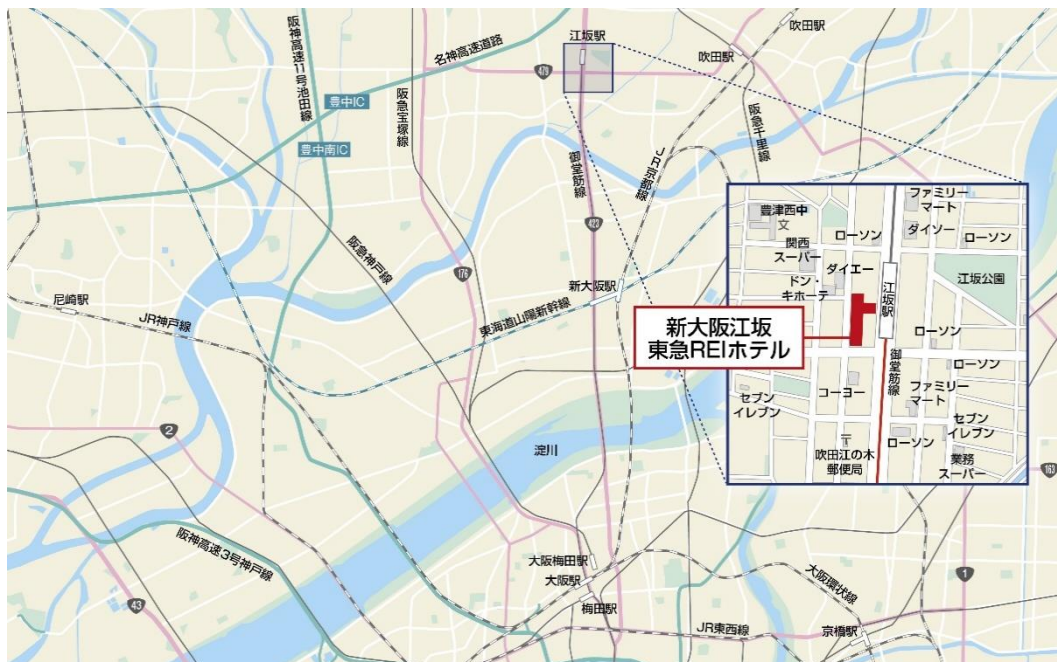 江坂駅
吹田駅
吹田駅
名神高速道路
479
阪神高速11号池田線
阪急宝塚線
豊中IC
豊中南IC
御堂筋線
JR京都線
阪急千里線
423
阪急神戸線
176
新大阪駅
東海道山陽新幹線
尼崎駅
JR神戸線
2
淀川
阪神高速3号神戸線
43
大阪梅田駅
大阪駅
梅田駅
大阪環状線
JR東西線
京橋駅
1
163
新大阪江坂
東急REIホテル
豊津西中
文
ローソン
ファミリー
マート
ダイソー
ローソン
関西
スーパー
ダイエー
ドン・
キホーテ
江坂駅
江坂公園
ローソン
御堂筋線
ローソン
コーヨー
ファミリー
マート
セブン
イレブン
セブン
イレブン
ローソン
〒
吹田江の木
郵便局
業務
スーパー